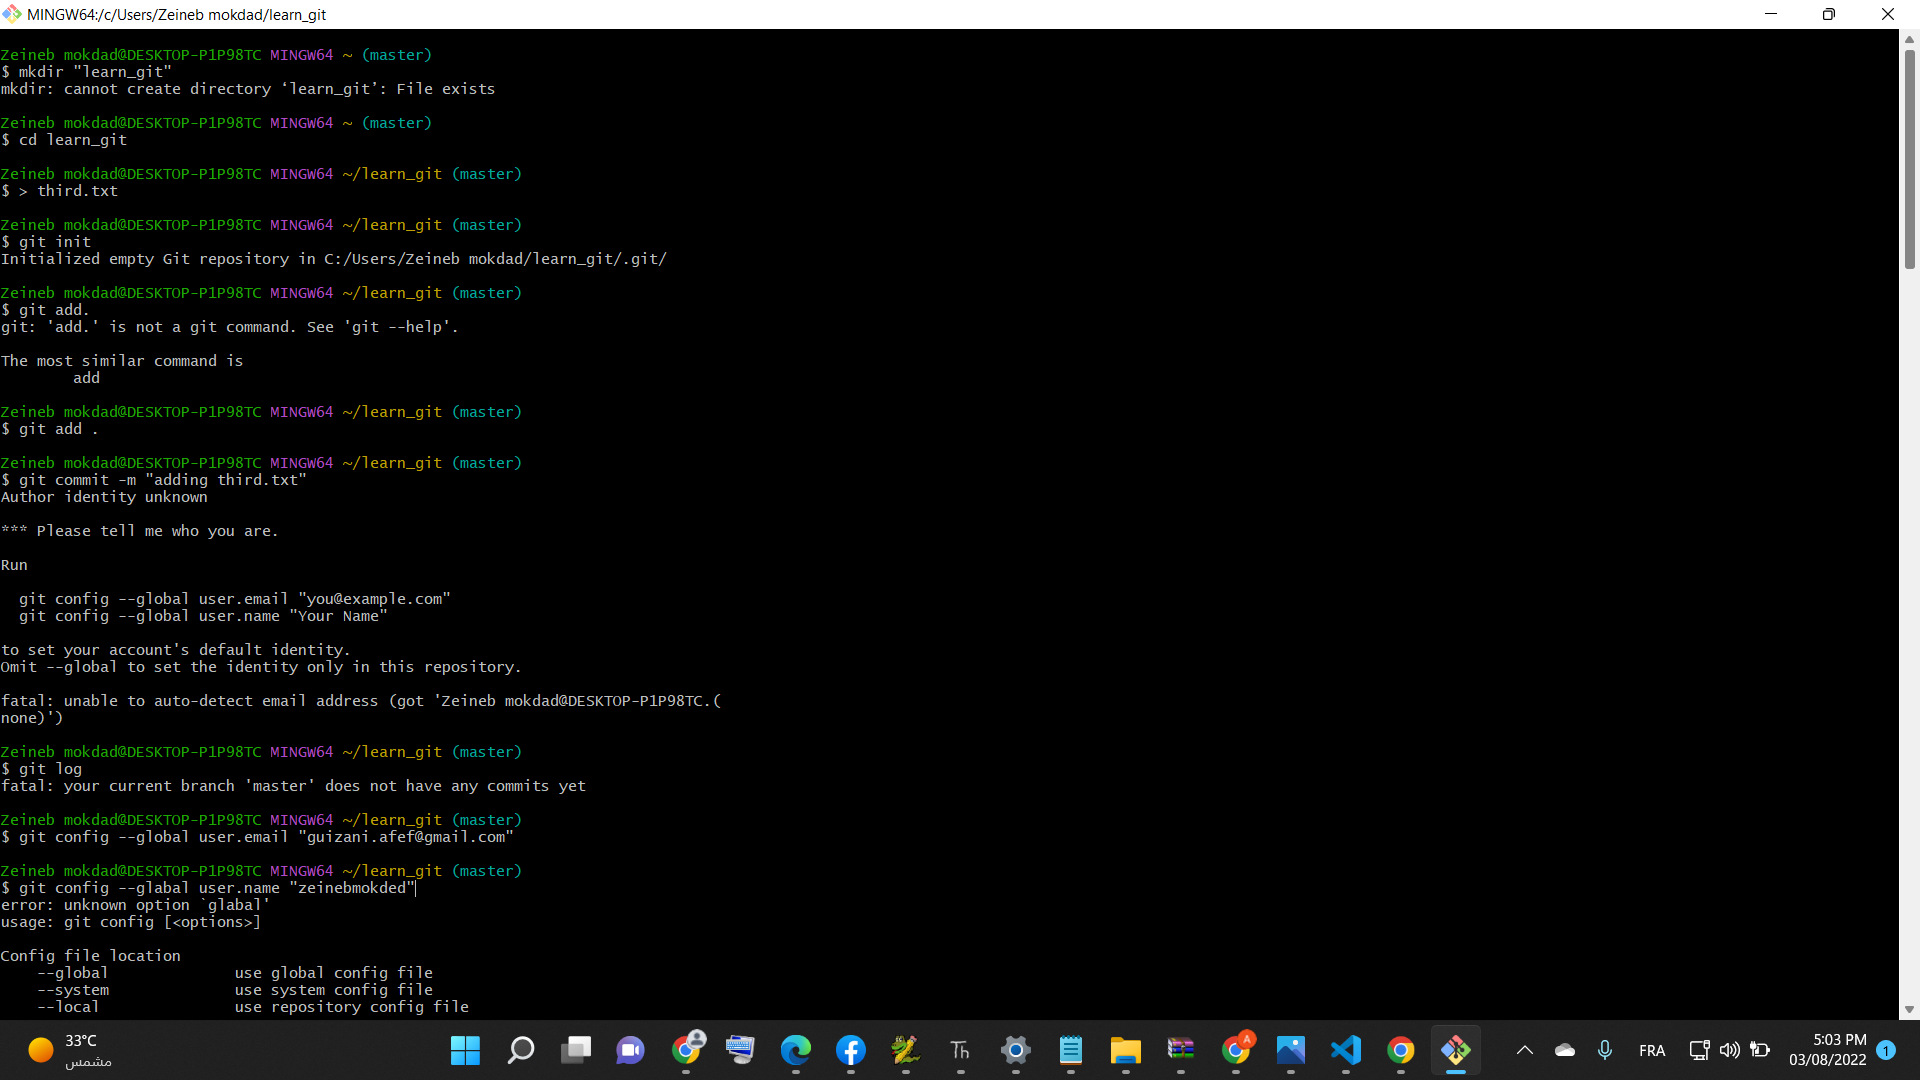 MINGW64:/c/Users/Zeineb mokdad/learn_git
Zeineb mokdad@DESKTOP-P1P98TC MINGW64 ~ (master)
$ mkdir "learn_git"
mkdir: cannot create directory ‘learn_git’: File exists
Zeineb mokdad@DESKTOP-P1P98TC MINGW64 ~ (master)
$ cd learn_git
Zeineb mokdad@DESKTOP-P1P98TC MINGW64 ~/learn_git (master)
$ > third.txt
Zeineb mokdad@DESKTOP-P1P98TC MINGW64 ~/learn_git (master)
$ git init
Initialized empty Git repository in C:/Users/Zeineb mokdad/learn_git/.git/
Zeineb mokdad@DESKTOP-P1P98TC MINGW64 ~/learn_git (master)
$ git add.
git: 'add.' is not a git command. See 'git --help'.
The most similar command is
add
Zeineb mokdad@DESKTOP-P1P98TC MINGW64 ~/learn_git (master)
$ git add .
Zeineb mokdad@DESKTOP-P1P98TC MINGW64 ~/learn_git (master)
$ git commit -m "adding third.txt"
Author identity unknown
*** Please tell me who you are.
Run
git config --global user.email "you@example.com"
git config --global user.name "Your Name"
to set your account's default identity.
Omit --global to set the identity only in this repository.
fatal: unable to auto-detect email address (got 'Zeineb mokdad@DESKTOP-P1P98TC.(
none)')
Zeineb mokdad@DESKTOP-P1P98TC MINGW64 ~/learn_git (master)
$ git log
fatal: your current branch 'master' does not have any commits yet
Zeineb mokdad@DESKTOP-P1P98TC MINGW64 ~/learn_git (master)
$ git config --global user.email "guizani.afef@gmail.com"
Zeineb mokdad@DESKTOP-P1P98TC MINGW64 ~/learn_git (master)
$ git config --glabal user.name "zeinebmokded"
error: unknown option `glabal'
usage: git config [<options>]
Config file location
--global use global config file
--system use system config file
--local use repository config file
33°C
مشمس
Th
A
FRA
5:03 PM
03/08/2022
1